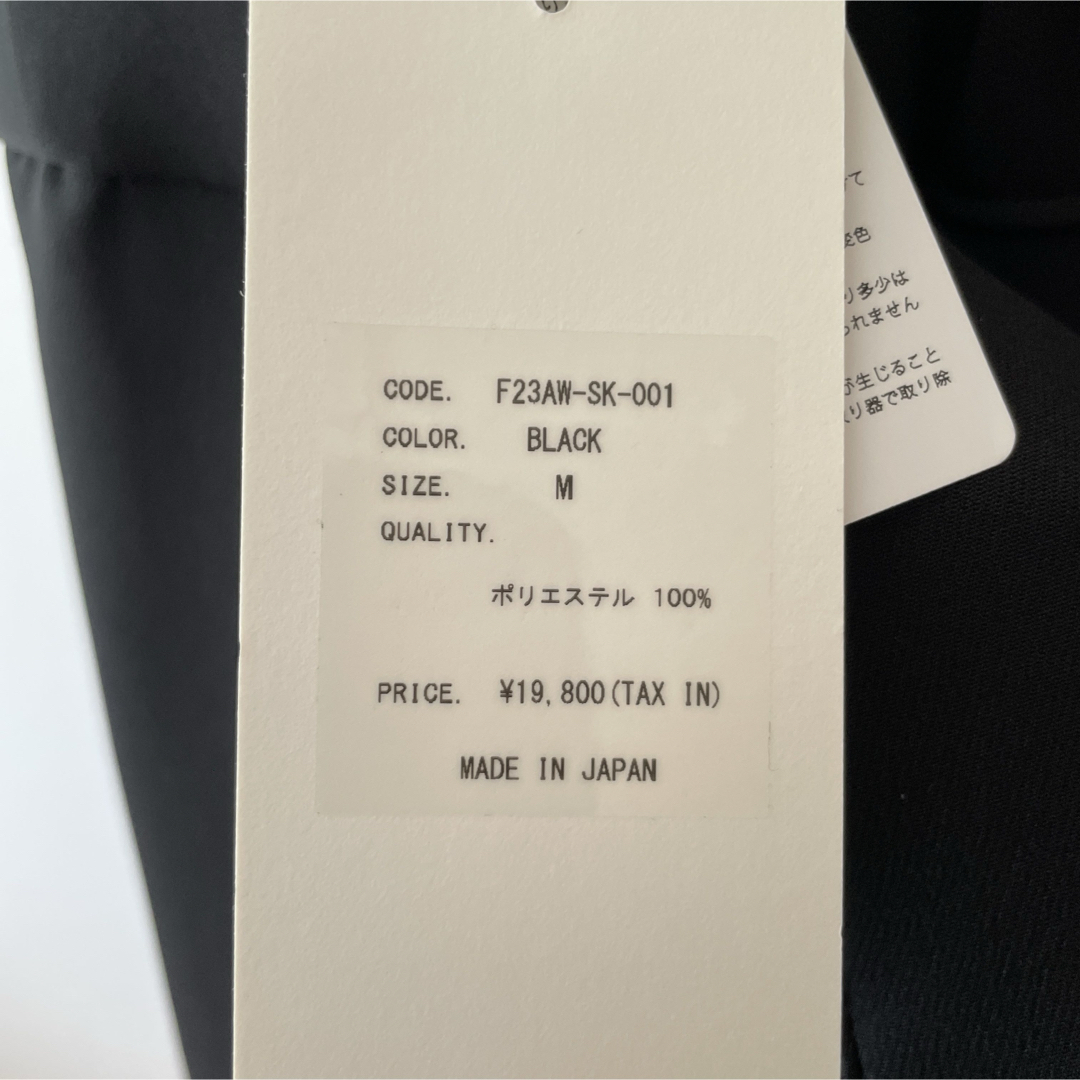 CODE. F23AW-SK-001
COLOR. BLACK
SIZE. M
QUALITY.
ポリエステル 100%
PRICE. ¥19,800(TAX IN)
MADE IN JAPAN
て
色
り多少は
られません
が生じること
り器で取り除